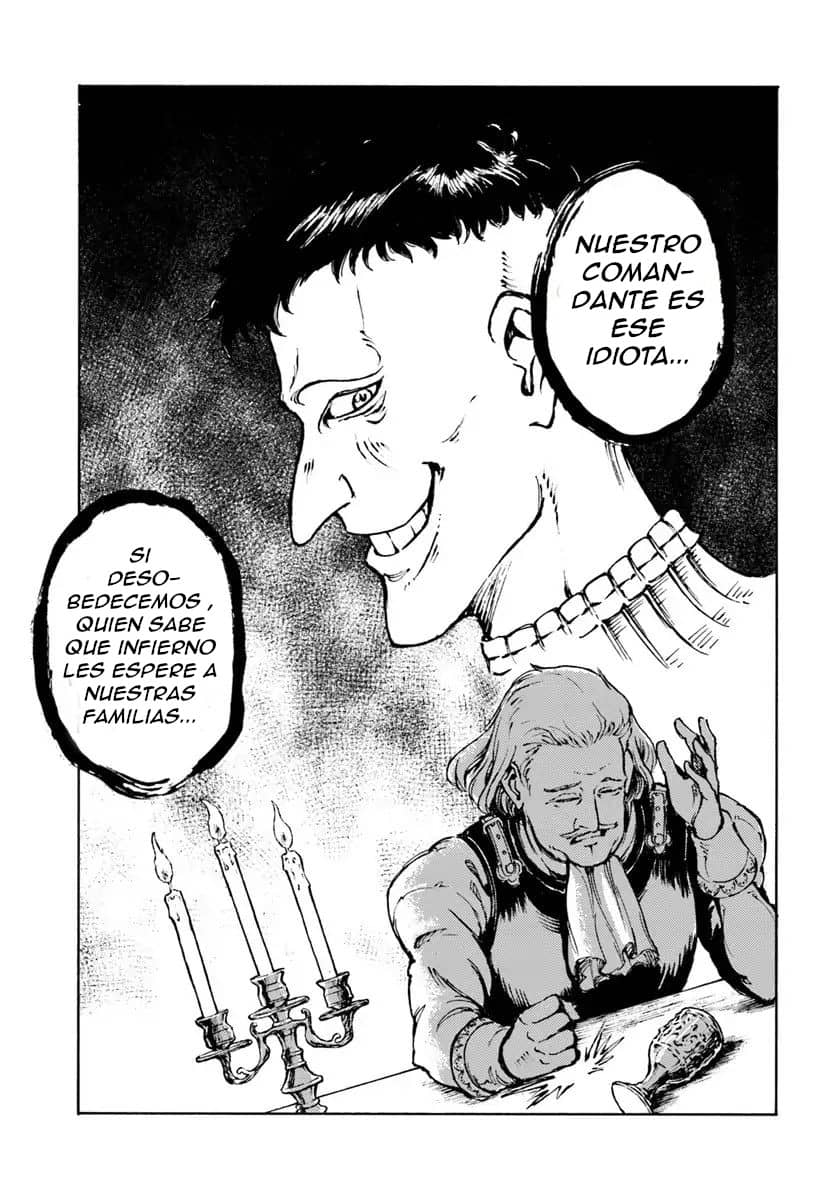 NUESTRO
COMAN-
DANTE ES
ESE
IDIOTA...
SI
DESO-
BEDECEMOS ,
QUIEN SABE
QUE INFIERNO
LES ESPERE A
NUESTRAS
FAMILIAS...